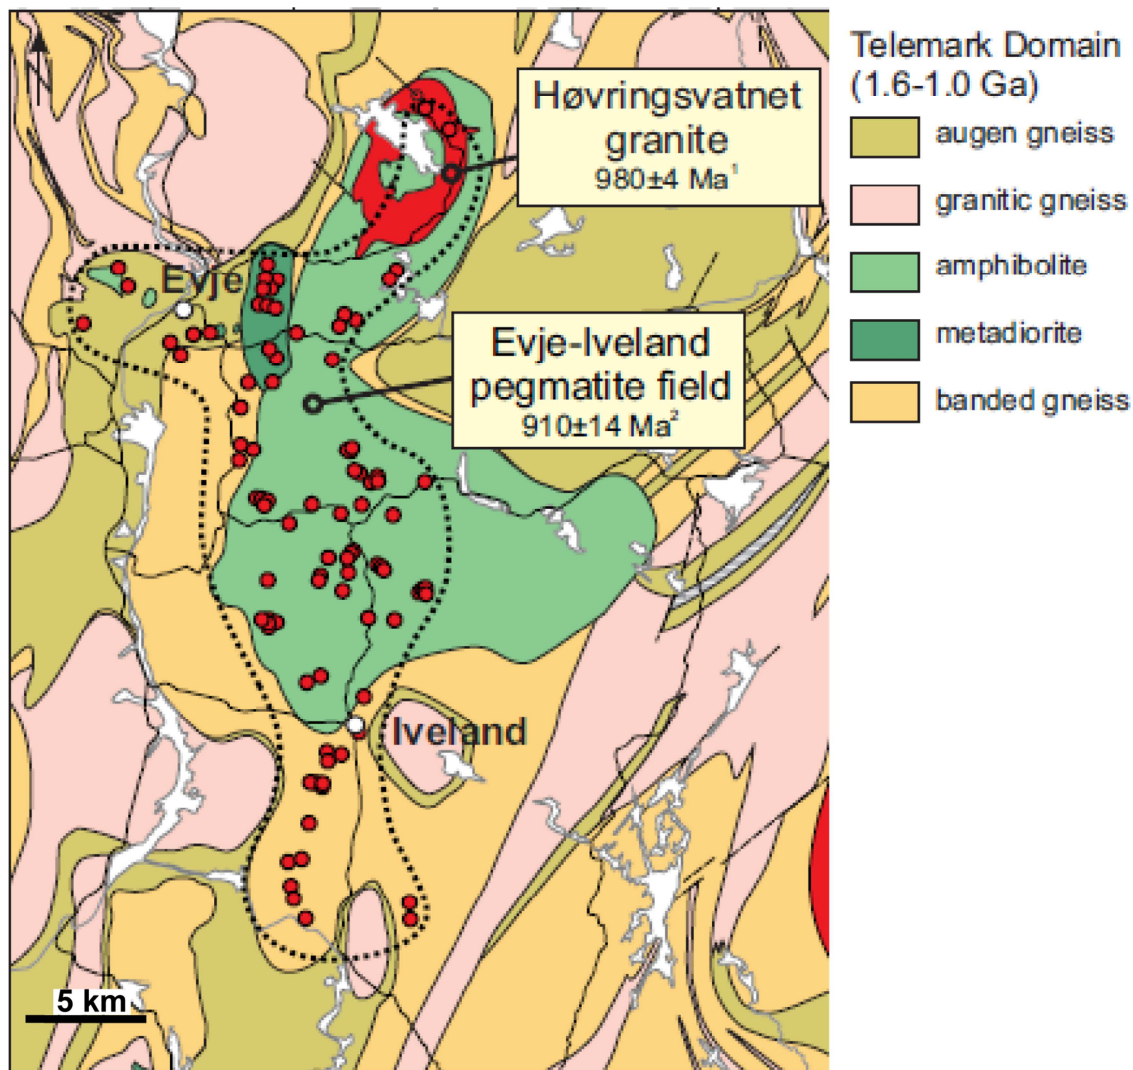 Høvringsvatnet
granite
980±4 Ma¹
Evje
Evje-Iveland
pegmatite field
910±14 Ma²
Iveland
5 km
Telemark Domain
(1.6-1.0 Ga)
augen gneiss
granitic gneiss
amphibolite
metadiorite
banded gneiss